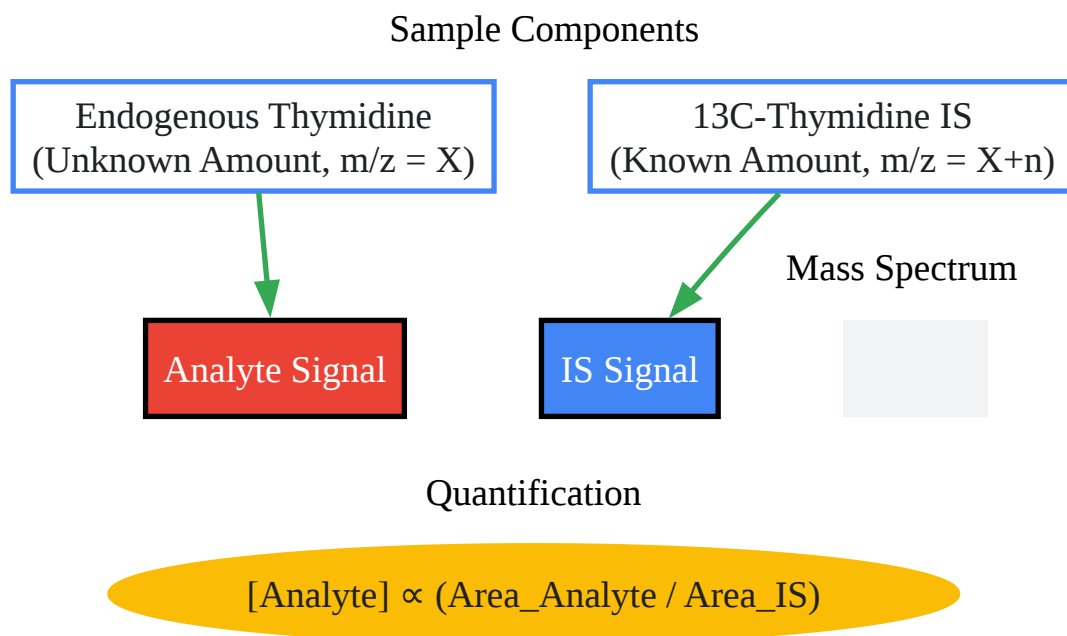 Sample Components
Endogenous Thymidine
(Unknown Amount, m/z = X)
13C-Thymidine IS
(Known Amount, m/z = X+n)
Mass Spectrum
Analyte Signal
IS Signal
Quantification
[Analyte] ∝ (Area_Analyte / Area_IS)